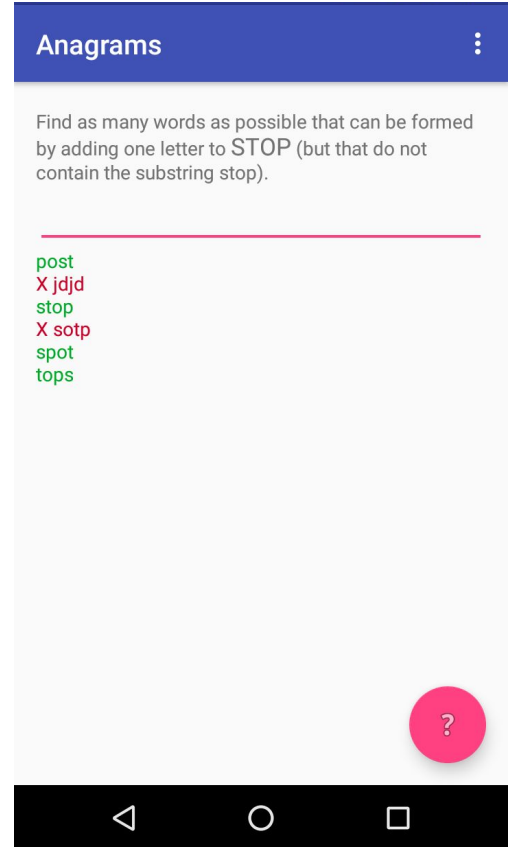 Anagrams
Find as many words as possible that can be formed
by adding one letter to STOP (but that do not
contain the substring stop).
post
X jdjd
stop
X sotp
spot
tops
?